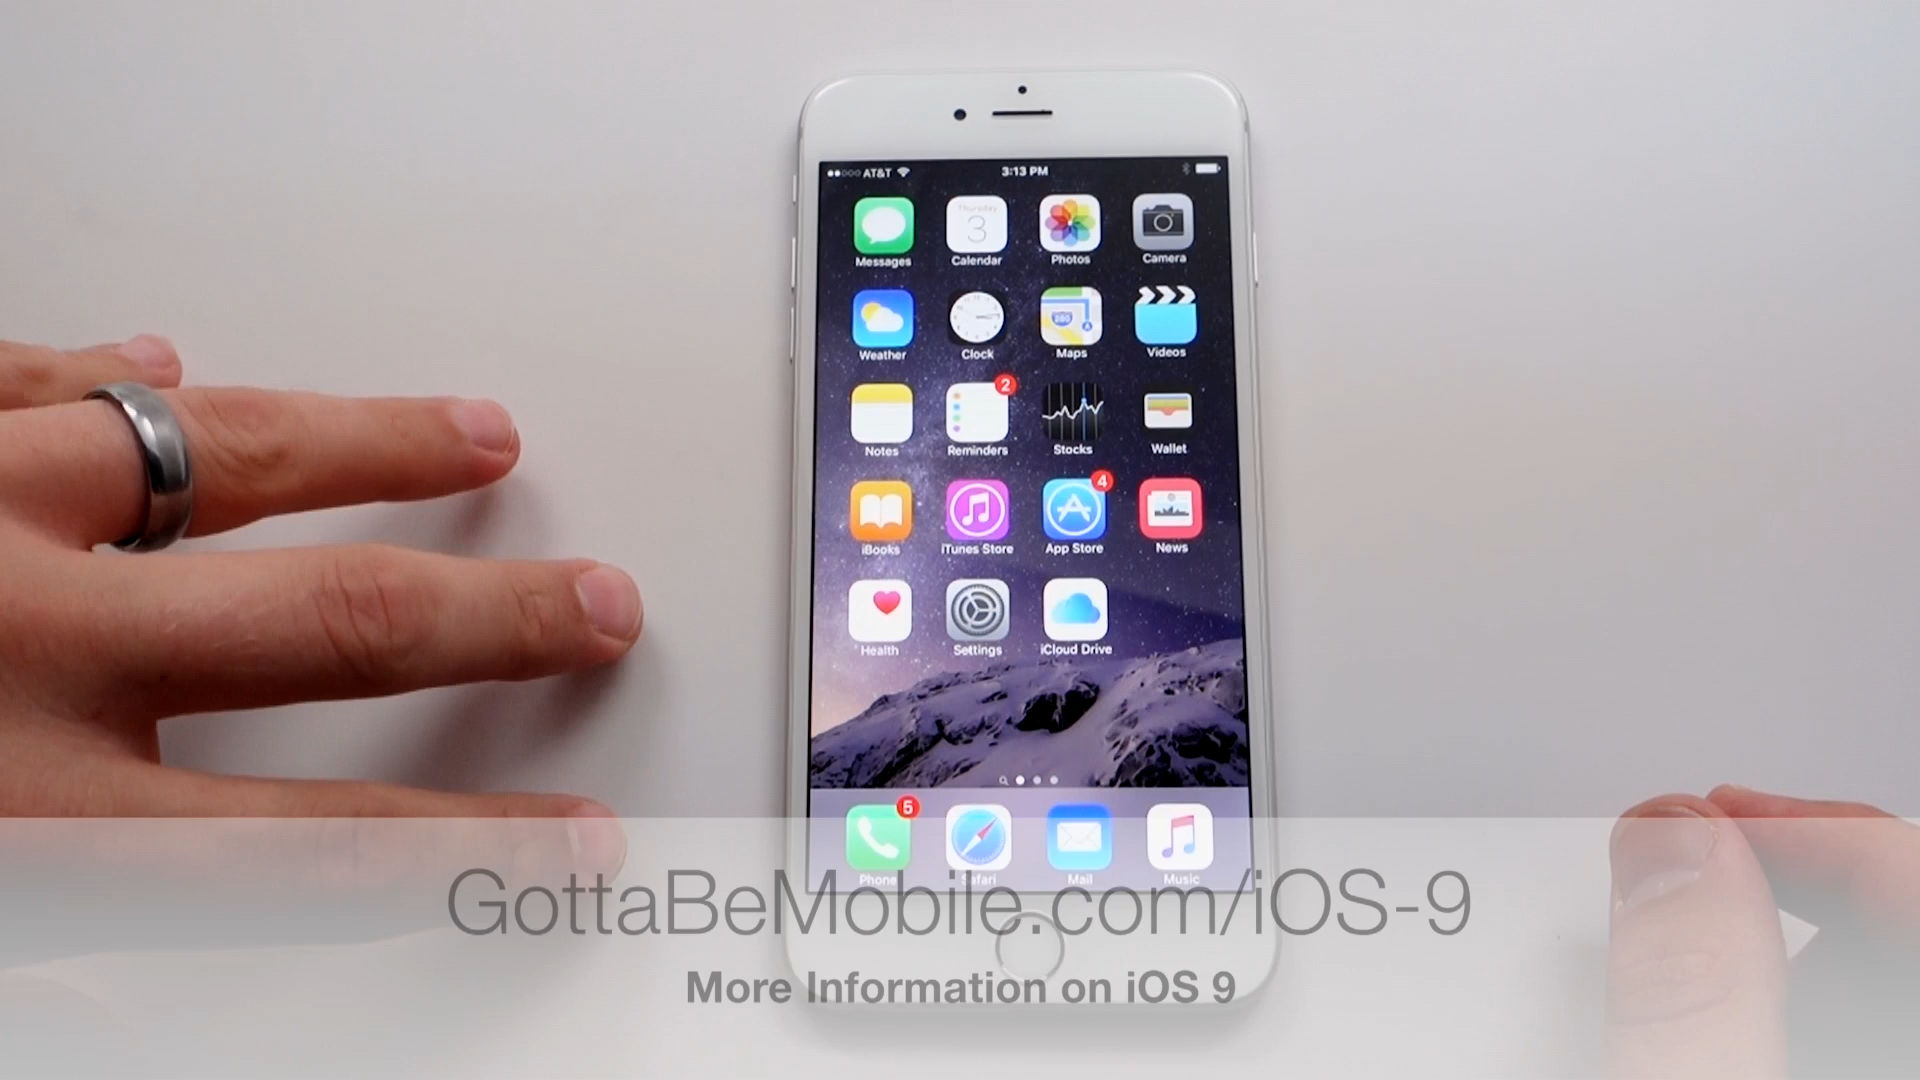 AT&T 3:13 PM
Thursday
3
Messages Calendar Photos Camera
280
Weather Clock Maps Videos
2
Notes Reminders Stocks Wallet
4
iBooks iTunes Store App Store News
Health Settings iCloud Drive
5
Phone Safari Mail Music
GottaBeMobile.com/iOS-9
More Information on iOS 9